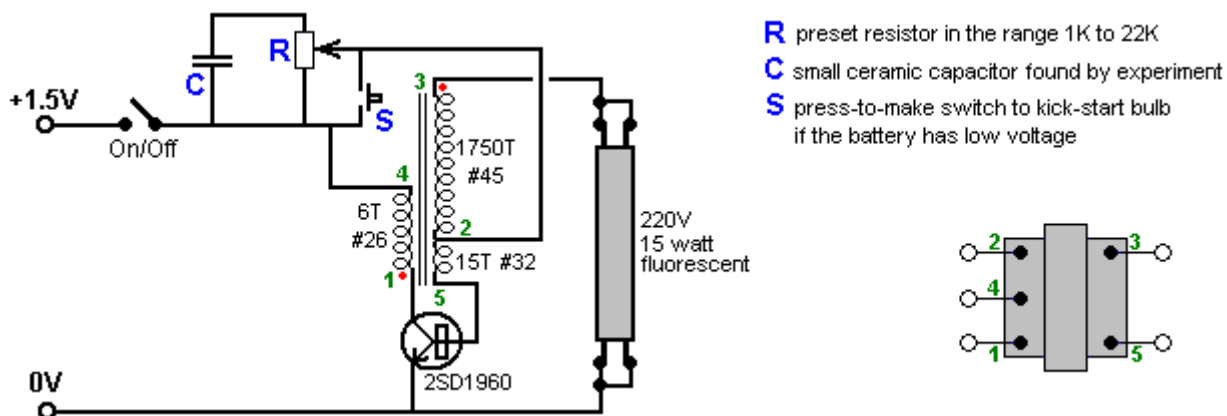 R preset resistor in the range 1K to 22K
C small ceramic capacitor found by experiment
S press-to-make switch to kick-start bulb
if the battery has low voltage
R
C
S
+1.5V
On/Off
3
1750T
#45
4
6T
#26
2
15T #32
1
5
220V
15 watt
fluorescent
2SD1960
0V
2
3
4
1
5